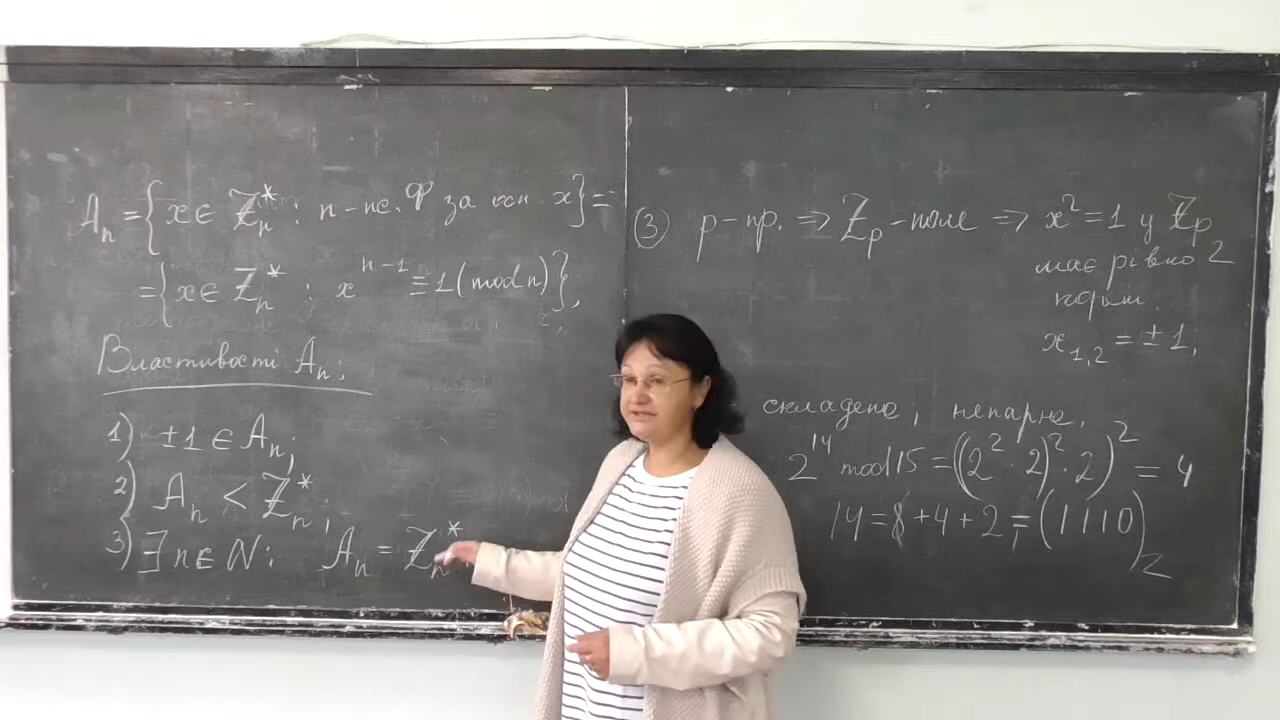 Aₙ = { x ∈ ℤₙ* : n – пс. Ф за осн. x } =
= { x ∈ ℤₙ* : xⁿ⁻¹ ≡ 1 (mod n) },
Властивості Aₙ:
1) ±1 ∈ Aₙ;
2) Aₙ < ℤₙ*;
3) ∃ n ∈ N: Aₙ = ℤₙ*
③ p – пр. ⇒ ℤₚ – поле ⇒ x² = 1 у ℤₚ
має рівно 2
корені.
x₁,₂ = ±1;
складене, непарне.
2¹⁴ mod 15 = ((2² · 2)² · 2)² = 4
14 = 8 + 4 + 2 = (1110)₂